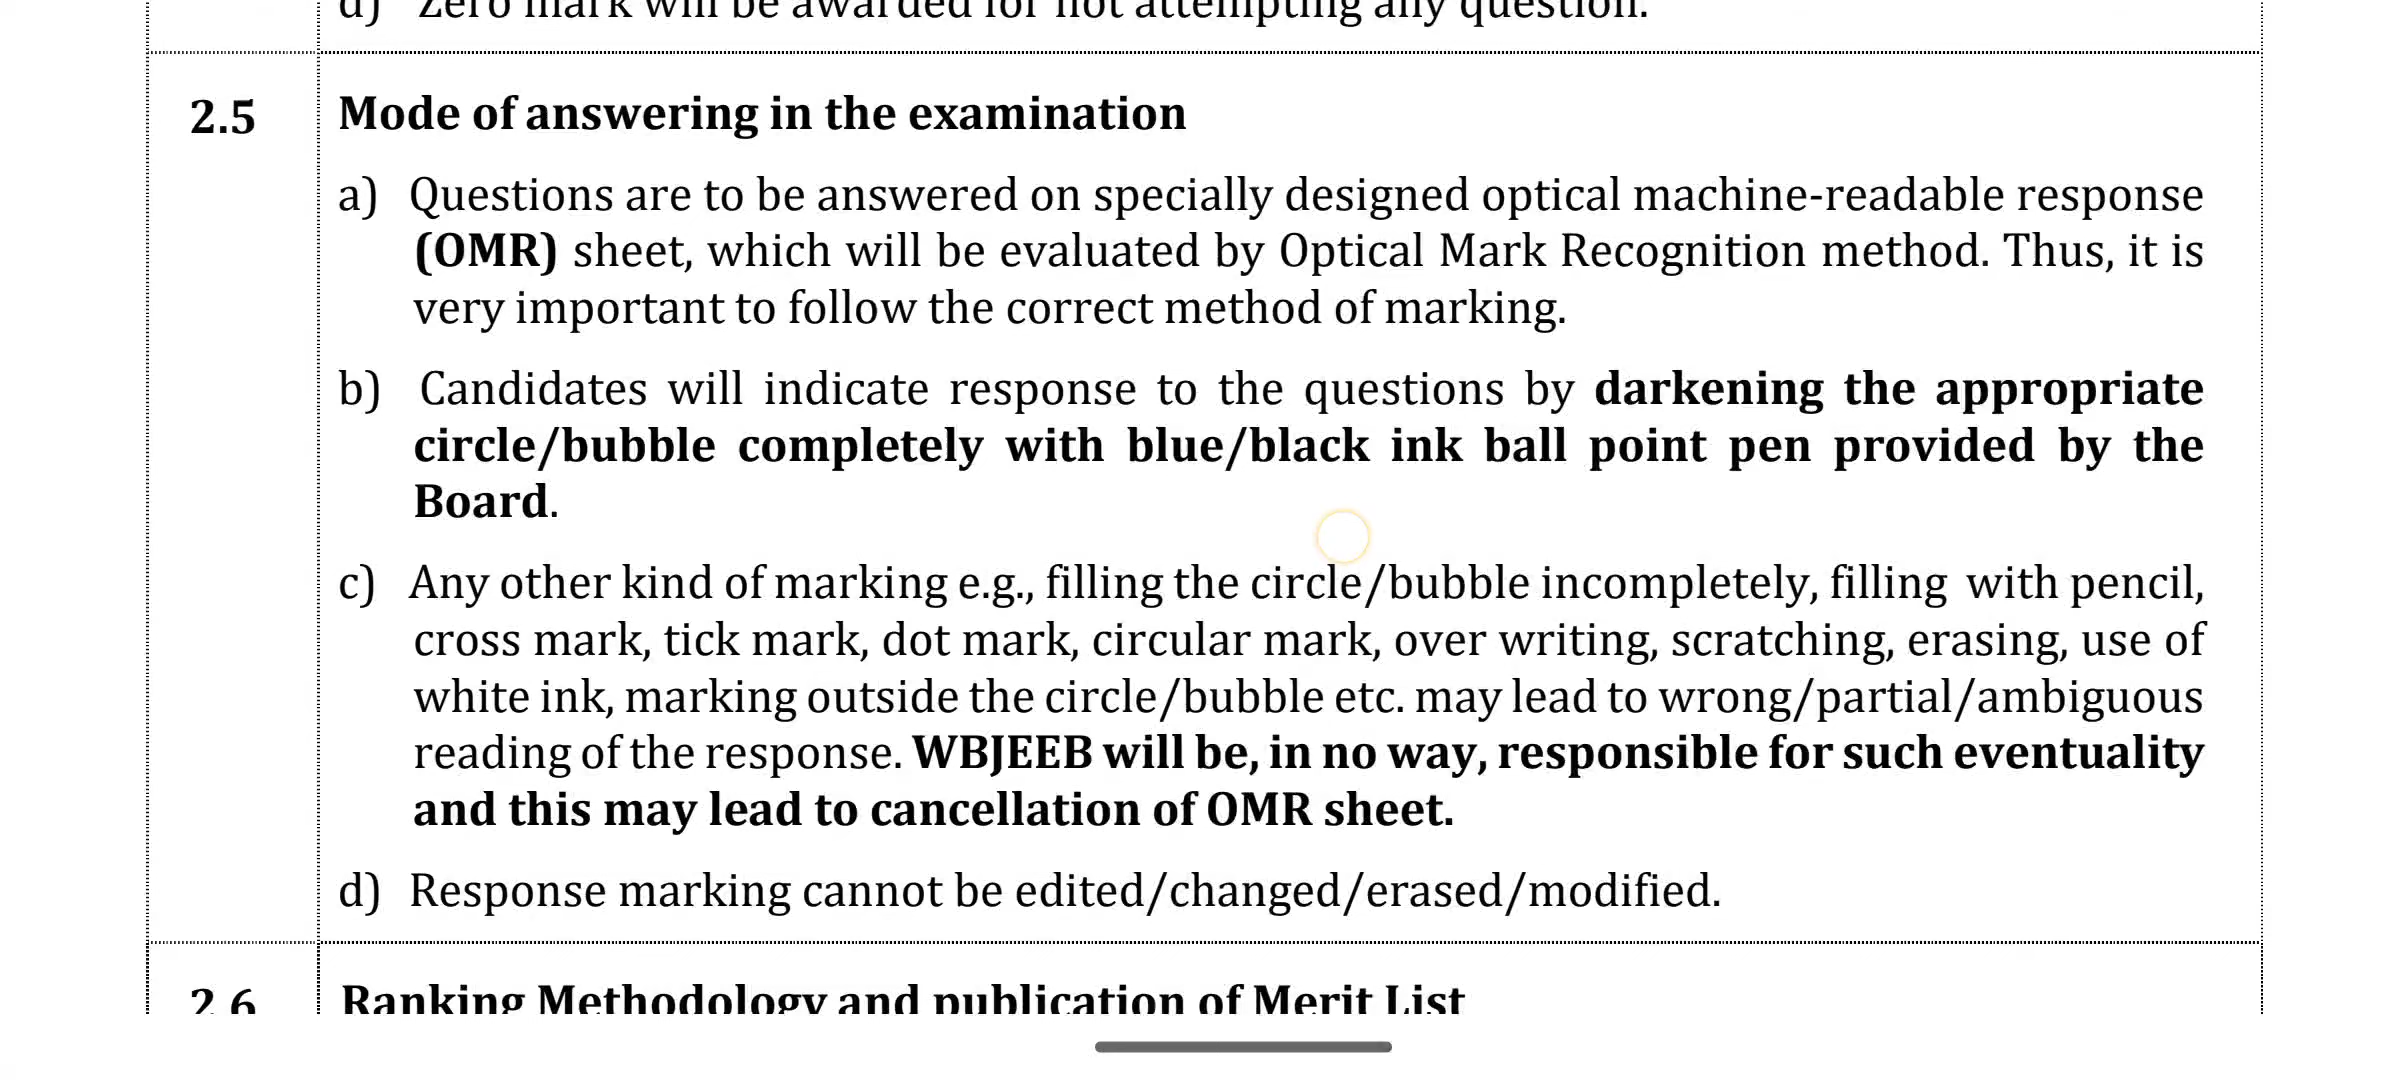 d) Zero mark will be awarded for not attempting any question.
2.5 Mode of answering in the examination
a) Questions are to be answered on specially designed optical machine-readable response
(OMR) sheet, which will be evaluated by Optical Mark Recognition method. Thus, it is
very important to follow the correct method of marking.
b) Candidates will indicate response to the questions by darkening the appropriate
circle/bubble completely with blue/black ink ball point pen provided by the
Board.
c) Any other kind of marking e.g., filling the circle/bubble incompletely, filling with pencil,
cross mark, tick mark, dot mark, circular mark, over writing, scratching, erasing, use of
white ink, marking outside the circle/bubble etc. may lead to wrong/partial/ambiguous
reading of the response. WBJEEB will be, in no way, responsible for such eventuality
and this may lead to cancellation of OMR sheet.
d) Response marking cannot be edited/changed/erased/modified.
2.6 Ranking Methodology and publication of Merit List